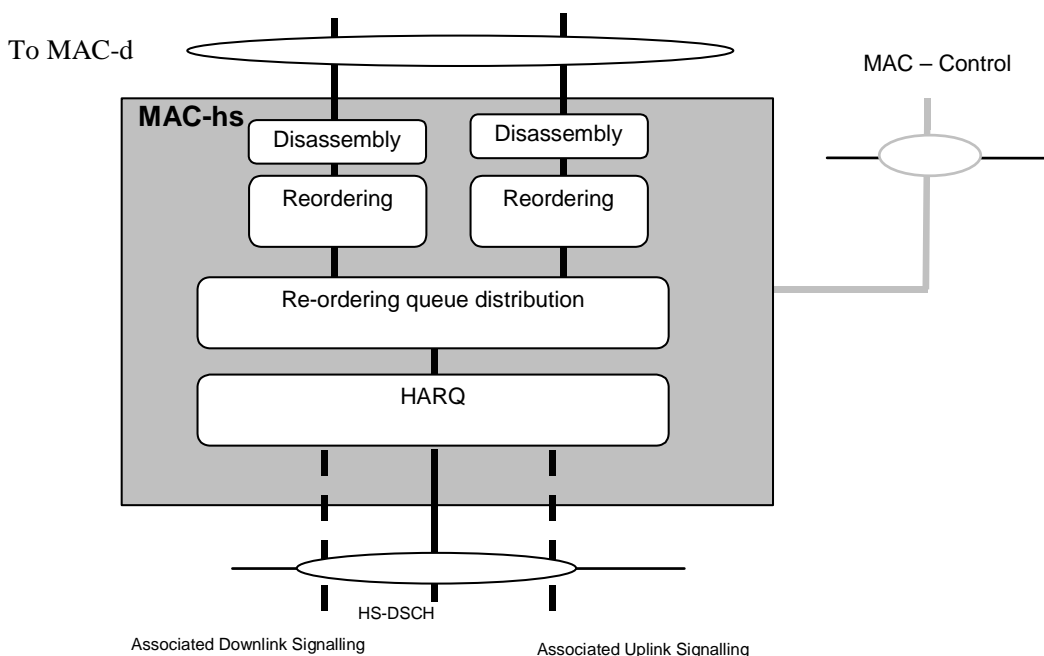 To MAC-d
MAC – Control
MAC-hs
Disassembly
Disassembly
Reordering
Reordering
Re-ordering queue distribution
HARQ
HS-DSCH
Associated Downlink Signalling
Associated Uplink Signalling